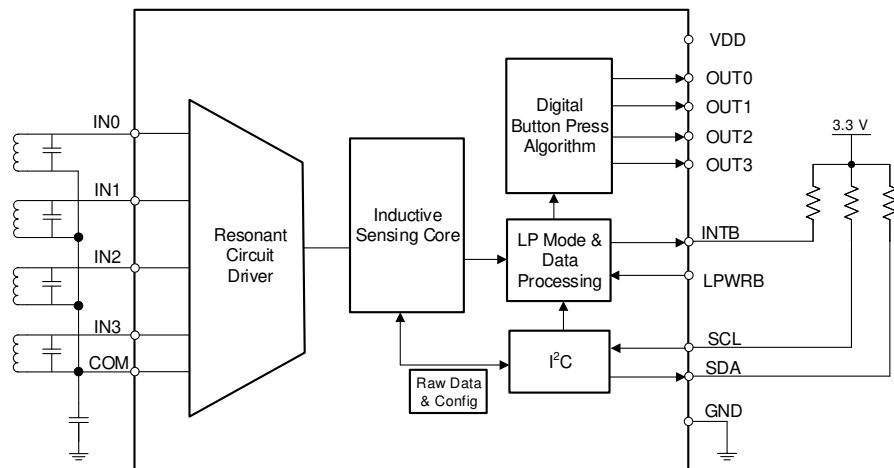 VDD
OUT0
OUT1
OUT2
OUT3
Digital
Button Press
Algorithm
3.3 V
IN0
IN1
IN2
IN3
COM
Resonant
Circuit
Driver
Inductive
Sensing Core
LP Mode &
Data
Processing
INTB
LPWRB
I²C
SCL
SDA
Raw Data
& Config
GND